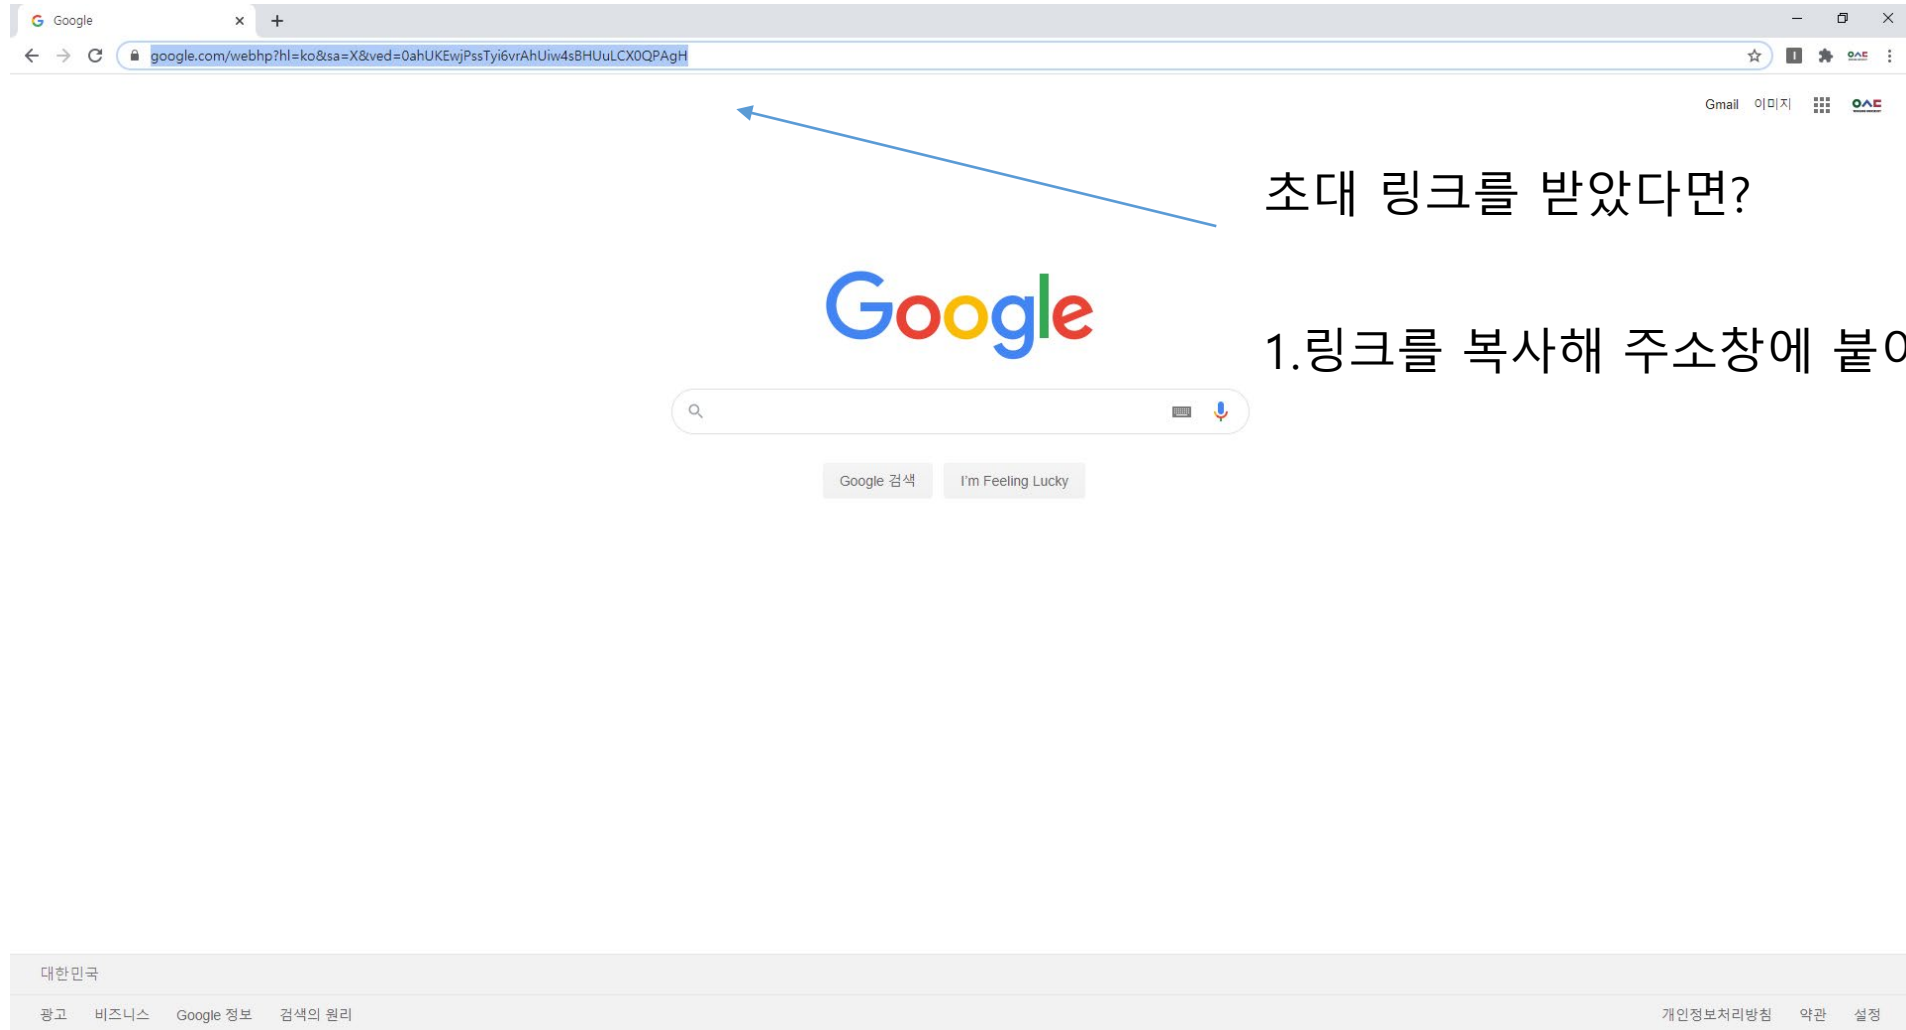 Google
google.com/webhp?hl=ko&sa=X&ved=0ahUKEwjPssTyi6vrAhUiw4sBHUuLCX0QPAgH
Gmail 이미지
초대 링크를 받았다면?
Google
1.링크를 복사해 주소창에 붙이
Google 검색 I'm Feeling Lucky
대한민국
광고 비즈니스 Google 정보 검색의 원리 개인정보처리방침 약관 설정